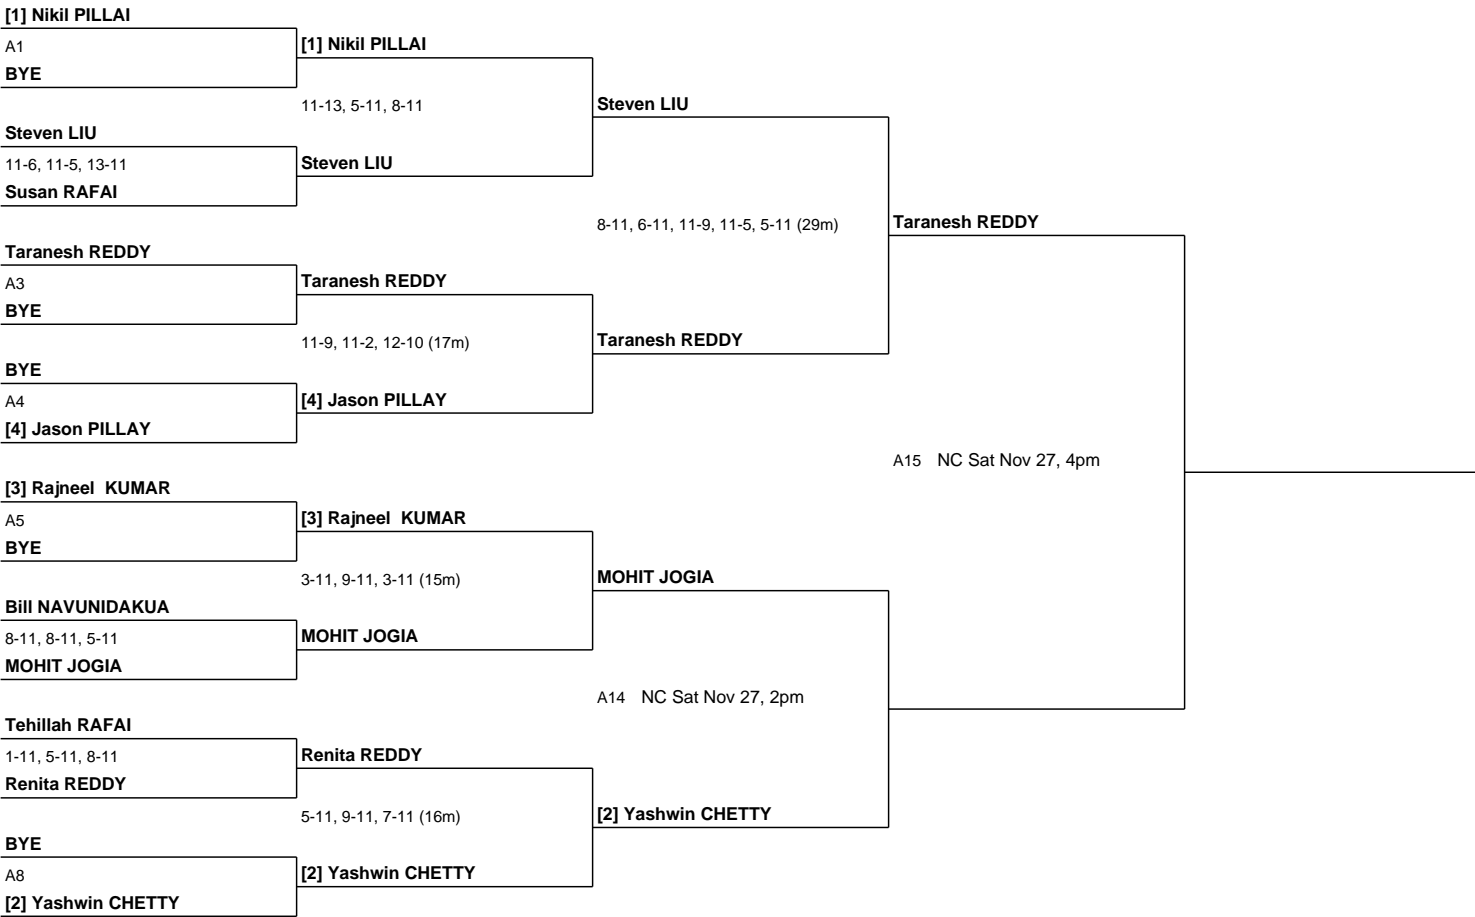 [1] Nikil PILLAI
A1
BYE
[1] Nikil PILLAI
11-13, 5-11, 8-11
Steven LIU
11-6, 11-5, 13-11
Susan RAFAI
Steven LIU
Steven LIU
8-11, 6-11, 11-9, 11-5, 5-11 (29m)
Taranesh REDDY
A3
BYE
Taranesh REDDY
11-9, 11-2, 12-10 (17m)
BYE
A4
[4] Jason PILLAY
[4] Jason PILLAY
Taranesh REDDY
Taranesh REDDY
A15 NC Sat Nov 27, 4pm
[3] Rajneel  KUMAR
A5
BYE
[3] Rajneel  KUMAR
3-11, 9-11, 3-11 (15m)
Bill NAVUNIDAKUA
8-11, 8-11, 5-11
MOHIT JOGIA
MOHIT JOGIA
MOHIT JOGIA
A14 NC Sat Nov 27, 2pm
Tehillah RAFAI
1-11, 5-11, 8-11
Renita REDDY
Renita REDDY
5-11, 9-11, 7-11 (16m)
BYE
A8
[2] Yashwin CHETTY
[2] Yashwin CHETTY
[2] Yashwin CHETTY